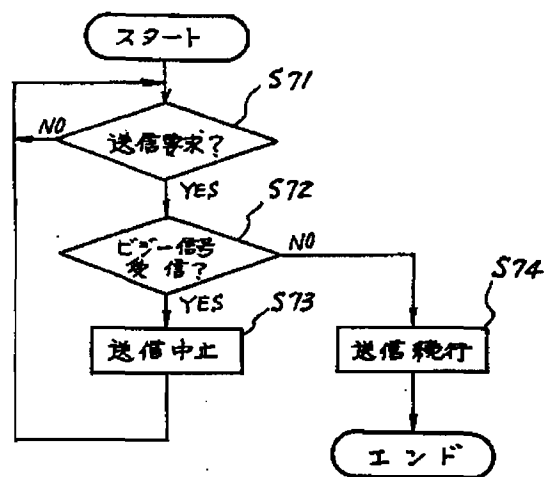 スタート
S71
NO
送信要求?
YES
S72
ビジー信号
受信?
NO
YES
S73
S74
送信中止
送信続行
エンド